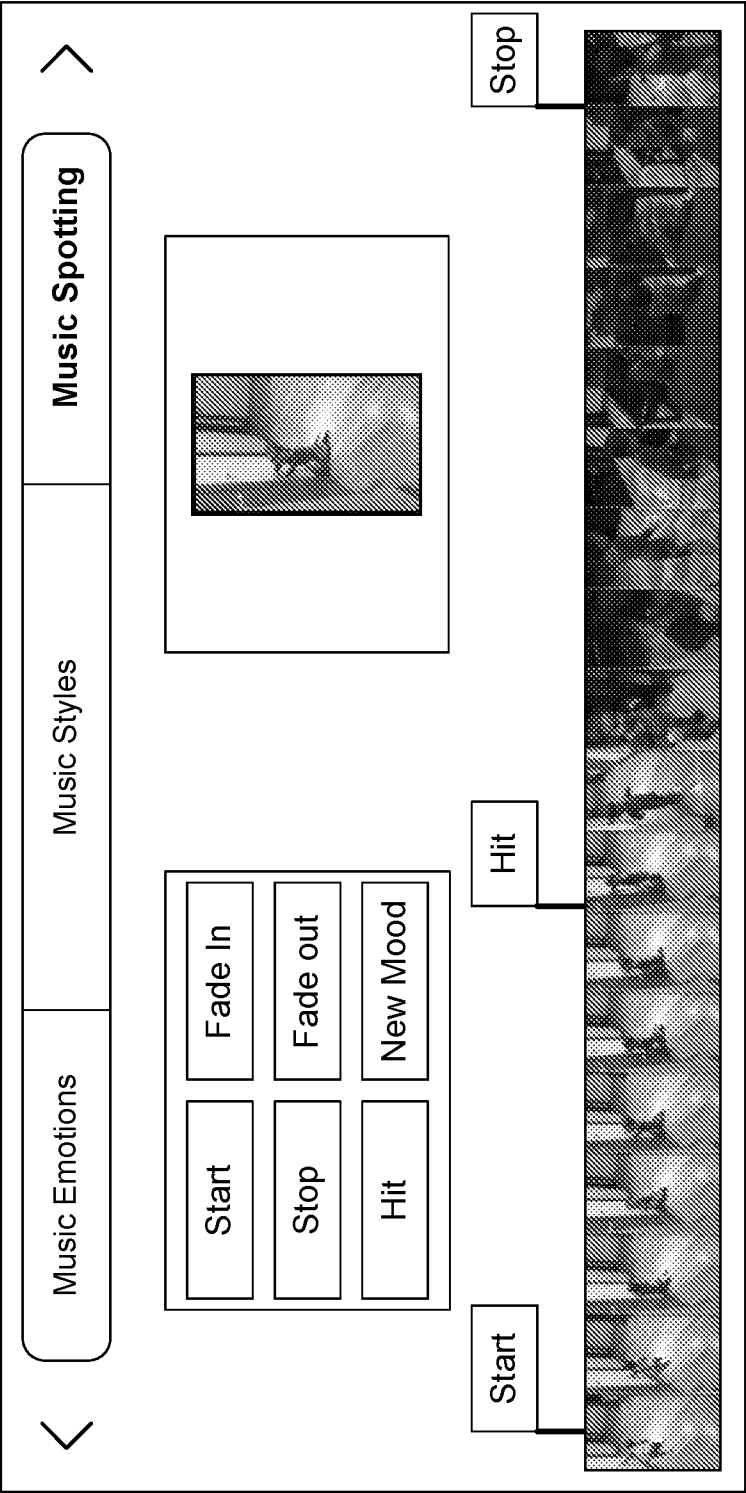 Music Emotions
Music Styles
Music Spotting
Start
Fade In
Stop
Fade out
Hit
New Mood
Start
Hit
Stop